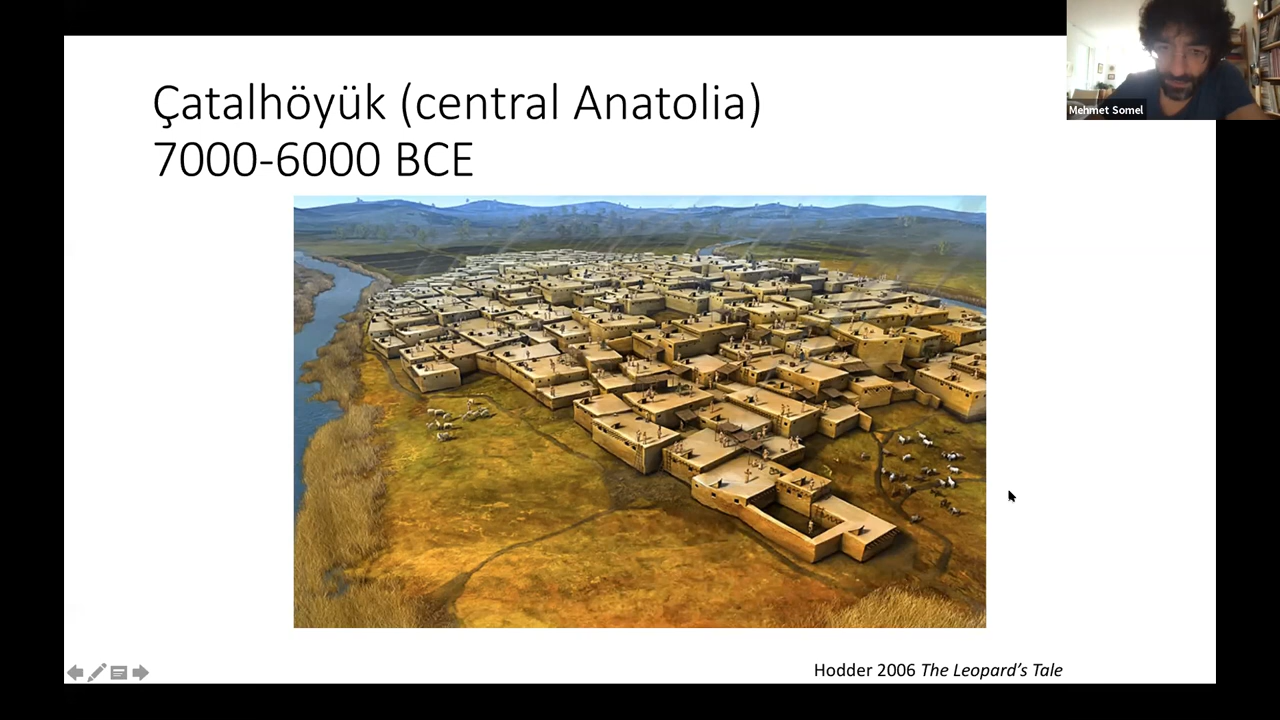 Çatalhöyük (central Anatolia)
7000-6000 BCE
Mehmet Somel
Hodder 2006 The Leopard's Tale